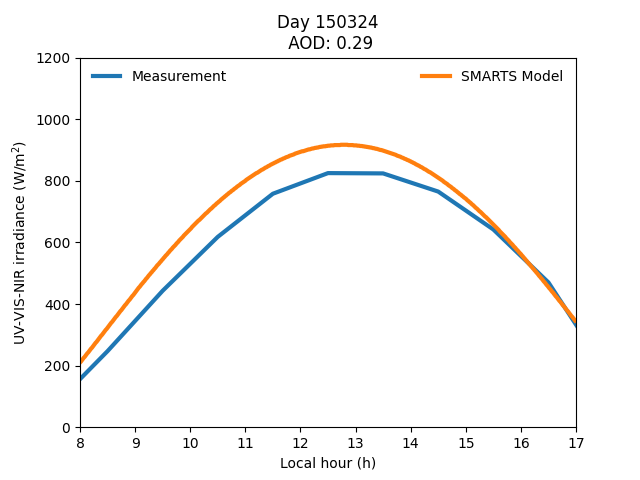 Day 150324
AOD: 0.29
Measurement
SMARTS Model
UV-VIS-NIR irradiance (W/m²)
1200
1000
800
600
400
200
0
8 9 10 11 12 13 14 15 16 17
Local hour (h)